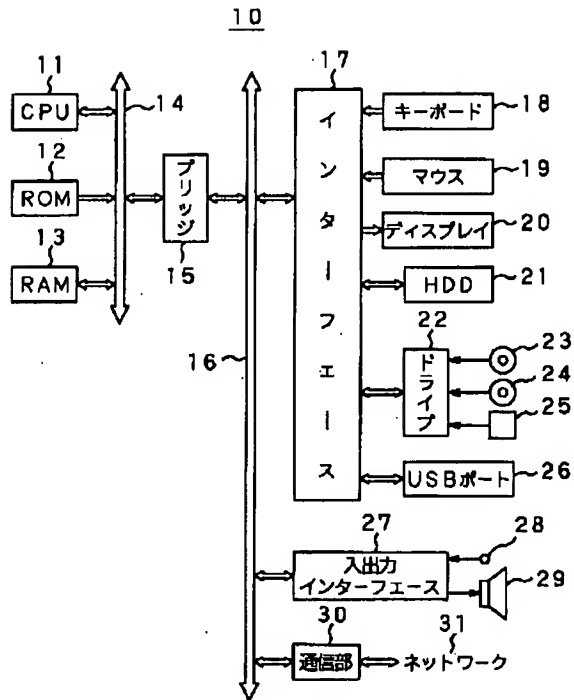 10
11
CPU
14
12
ROM
13
RAM
ブリッジ
15
16
17
インターフェース
キーボード
18
マウス
19
ディスプレイ
20
HDD
21
22
ドライブ
23
24
25
USBポート
26
27
入出力
インターフェース
28
29
30
通信部
31
ネットワーク